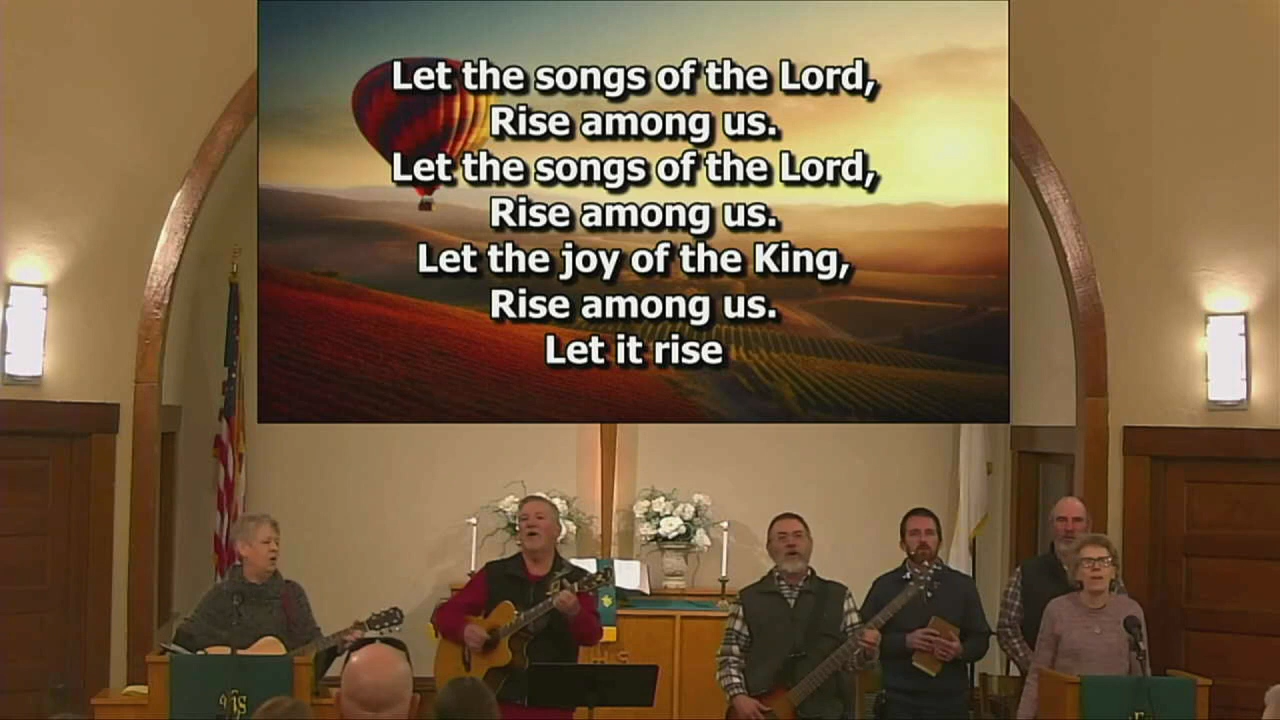 Let the songs of the Lord,
Rise among us.
Let the songs of the Lord,
Rise among us.
Let the joy of the King,
Rise among us.
Let it rise